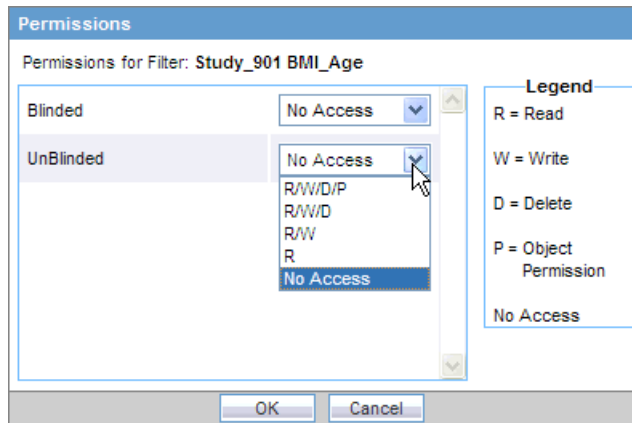 Permissions
Permissions for Filter: Study_901 BMI_Age
Blinded
No Access
UnBlinded
No Access
R/W/D/P
R/W/D
R/W
R
No Access
Legend
R = Read
W = Write
D = Delete
P = Object
Permission
No Access
OK
Cancel